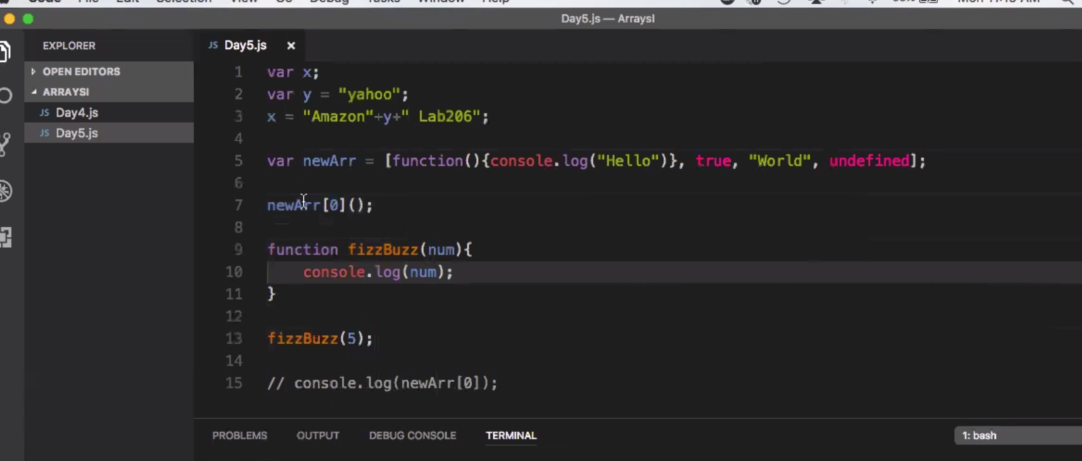 Day5.js — ArraysI
EXPLORER
OPEN EDITORS
ARRAYSI
JS Day4.js
JS Day5.js
JS Day5.js ×
1 var x;
2 var y = "yahoo";
3 x = "Amazon"+y+" Lab206";
4
5 var newArr = [function(){console.log("Hello")}, true, "World", undefined];
6
7 newArr[0]();
8
9 function fizzBuzz(num){
10 console.log(num);
11 }
12
13 fizzBuzz(5);
14
15 // console.log(newArr[0]);
PROBLEMS OUTPUT DEBUG CONSOLE TERMINAL 1: bash